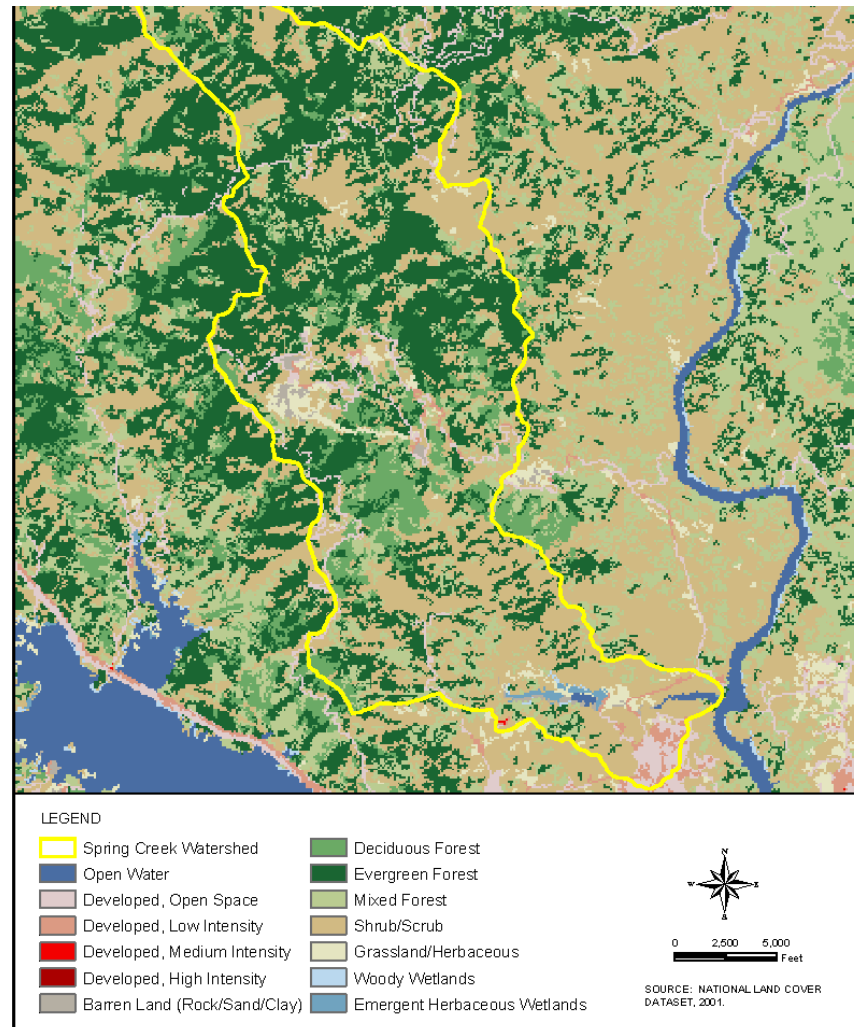 LEGEND
Spring Creek Watershed
Open Water
Developed, Open Space
Developed, Low Intensity
Developed, Medium Intensity
Developed, High Intensity
Barren Land (Rock/Sand/Clay)
Deciduous Forest
Evergreen Forest
Mixed Forest
Shrub/Scrub
Grassland/Herbaceous
Woody Wetlands
Emergent Herbaceous Wetlands
N
W
E
S
0 2,500 5,000
Feet
SOURCE: NATIONAL LAND COVER
DATASET, 2001.